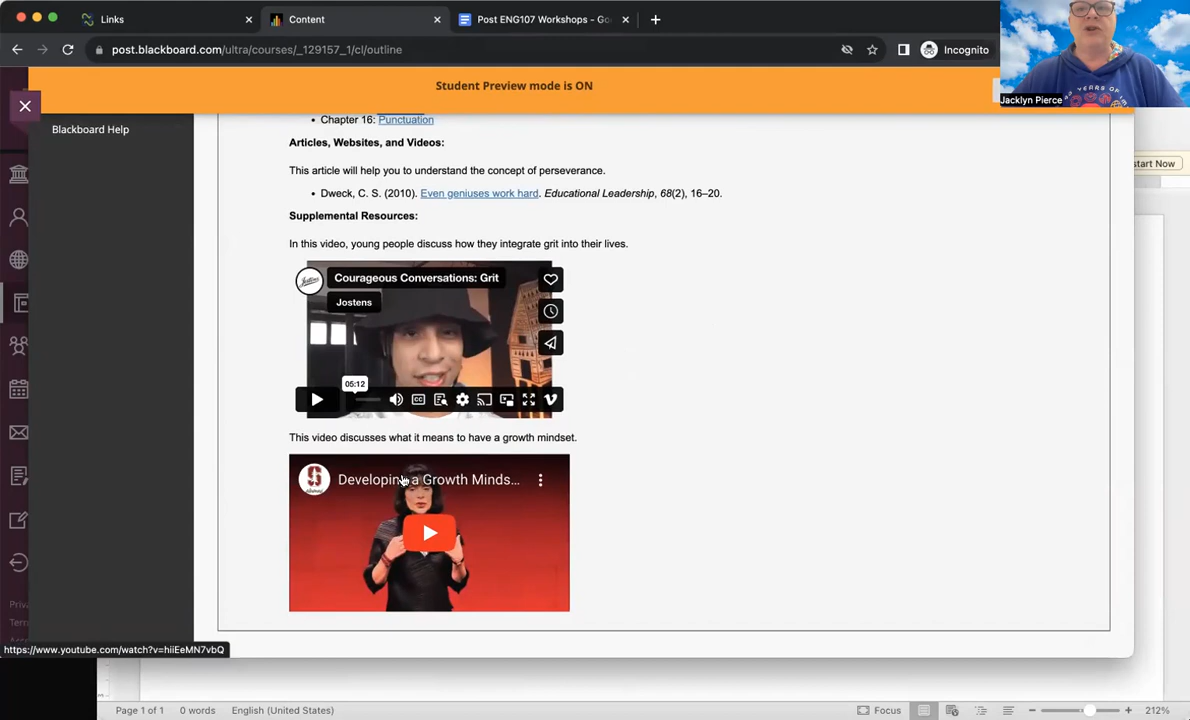 Links
Content
Post ENG107 Workshops - Go
post.blackboard.com/ultra/courses/_129157_1/cl/outline
Incognito
Student Preview mode is ON
Jacklyn Pierce
Blackboard Help
• Chapter 16: Punctuation
Articles, Websites, and Videos:
start Now
This article will help you to understand the concept of perseverance.
• Dweck, C. S. (2010). Even geniuses work hard. Educational Leadership, 68(2), 16–20.
Supplemental Resources:
In this video, young people discuss how they integrate grit into their lives.
Courageous Conversations: Grit
Jostens
05:12
CC
This video discusses what it means to have a growth mindset.
Developing a Growth Minds...
Priva
Term
https://www.youtube.com/watch?v=hiiEeMN7vbQ
Page 1 of 1
0 words
English (United States)
Focus
212%